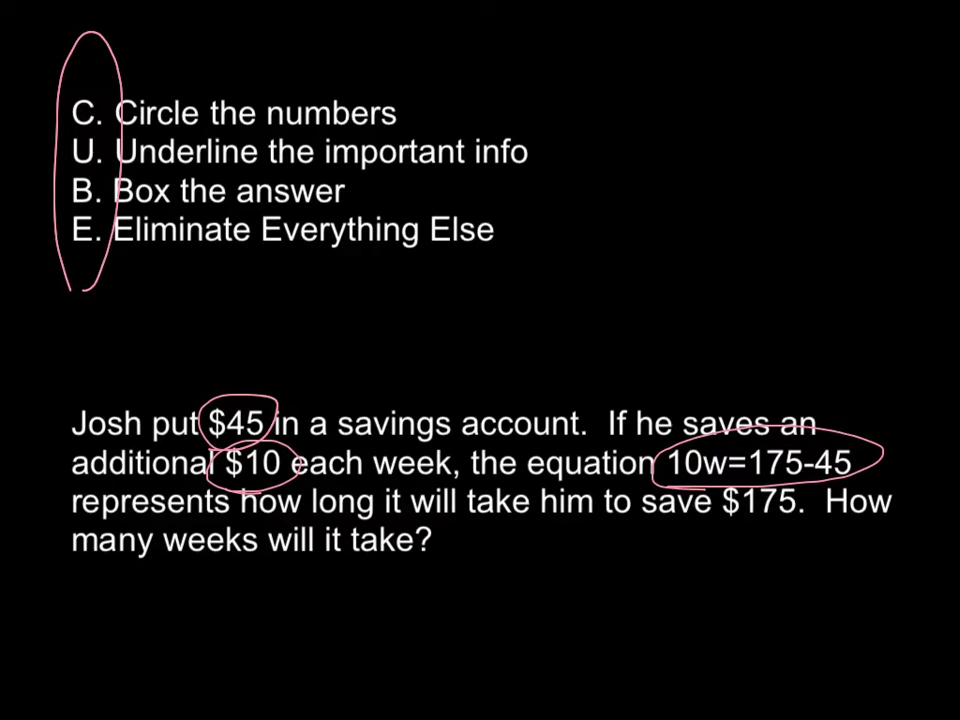 C. Circle the numbers
U. Underline the important info
B. Box the answer
E. Eliminate Everything Else
Josh put $45 in a savings account. If he saves an
additional $10 each week, the equation 10w=175-45
represents how long it will take him to save $175. How
many weeks will it take?